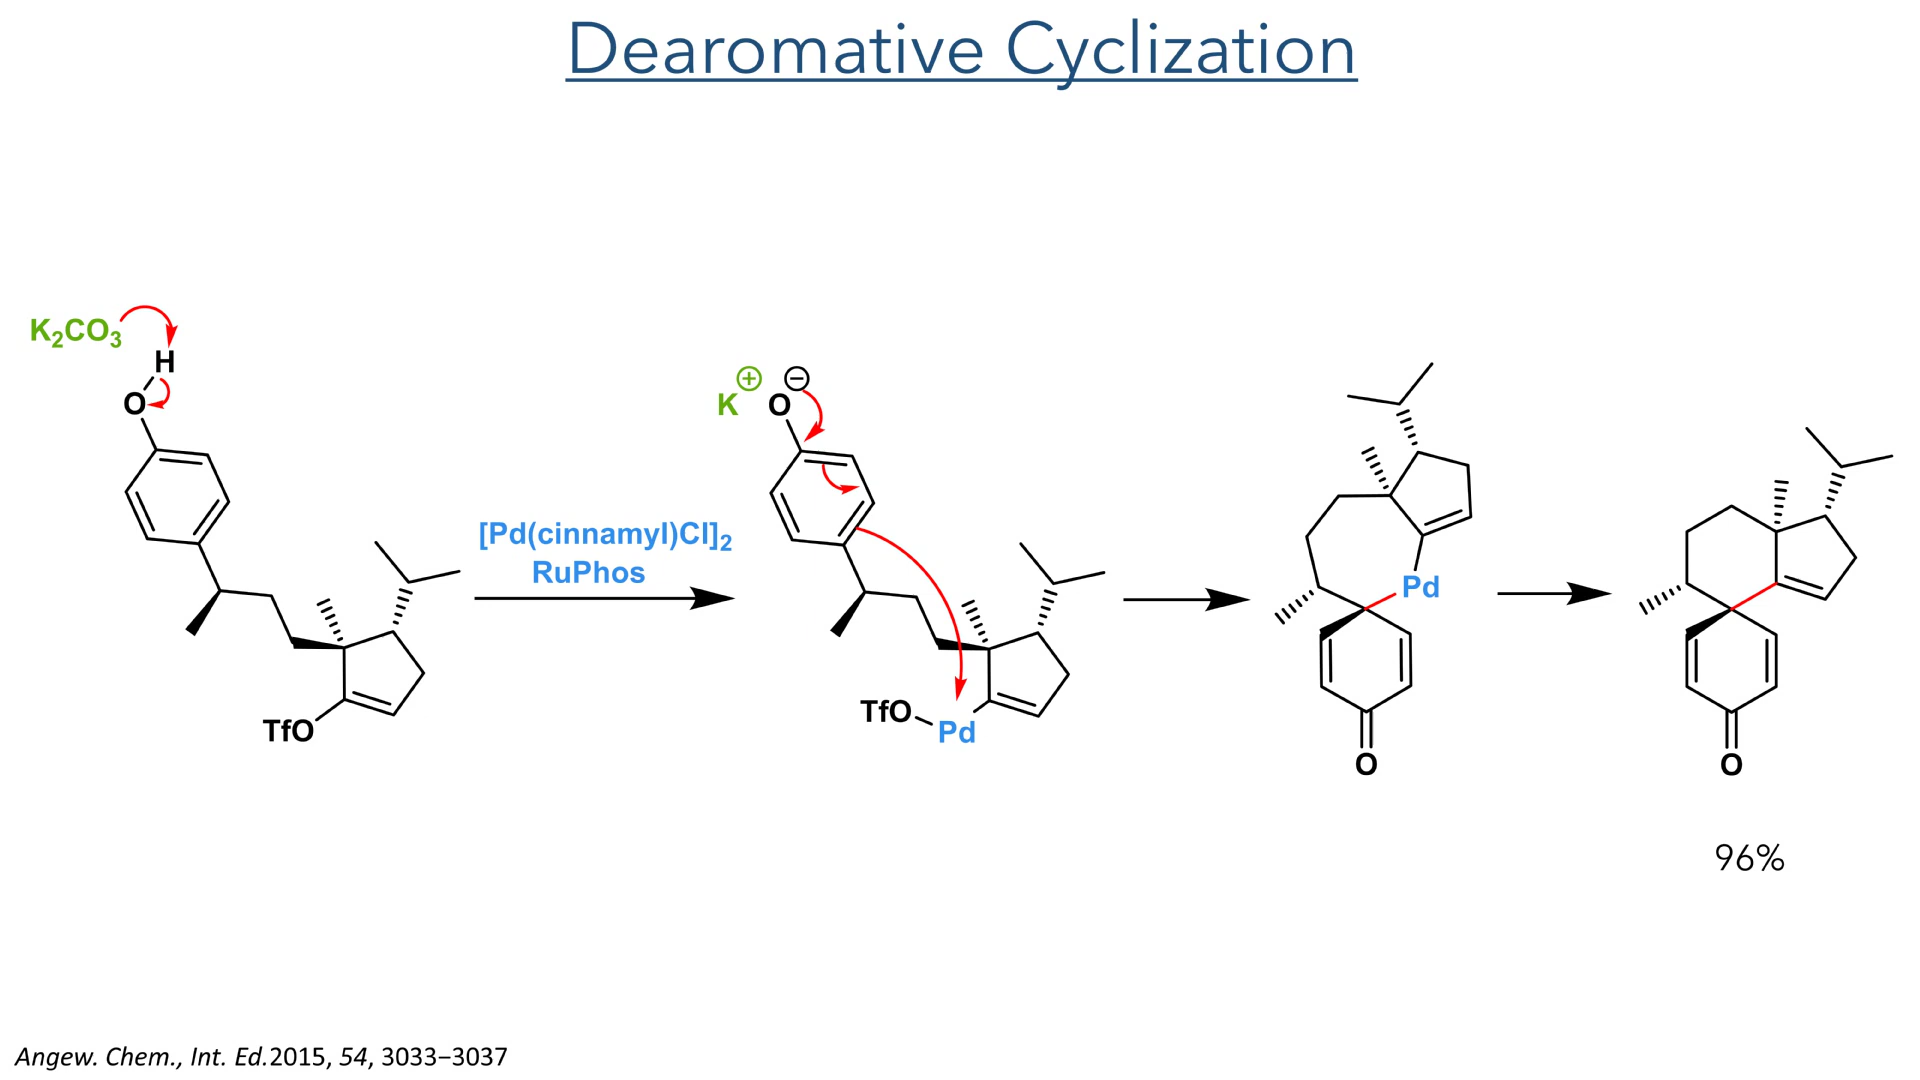 Dearomative Cyclization
K₂CO₃
H
O
TfO
[Pd(cinnamyl)Cl]₂
RuPhos
K⊕
⊖
O
TfO
Pd
Pd
O
O
96%
Angew. Chem., Int. Ed.2015, 54, 3033–3037